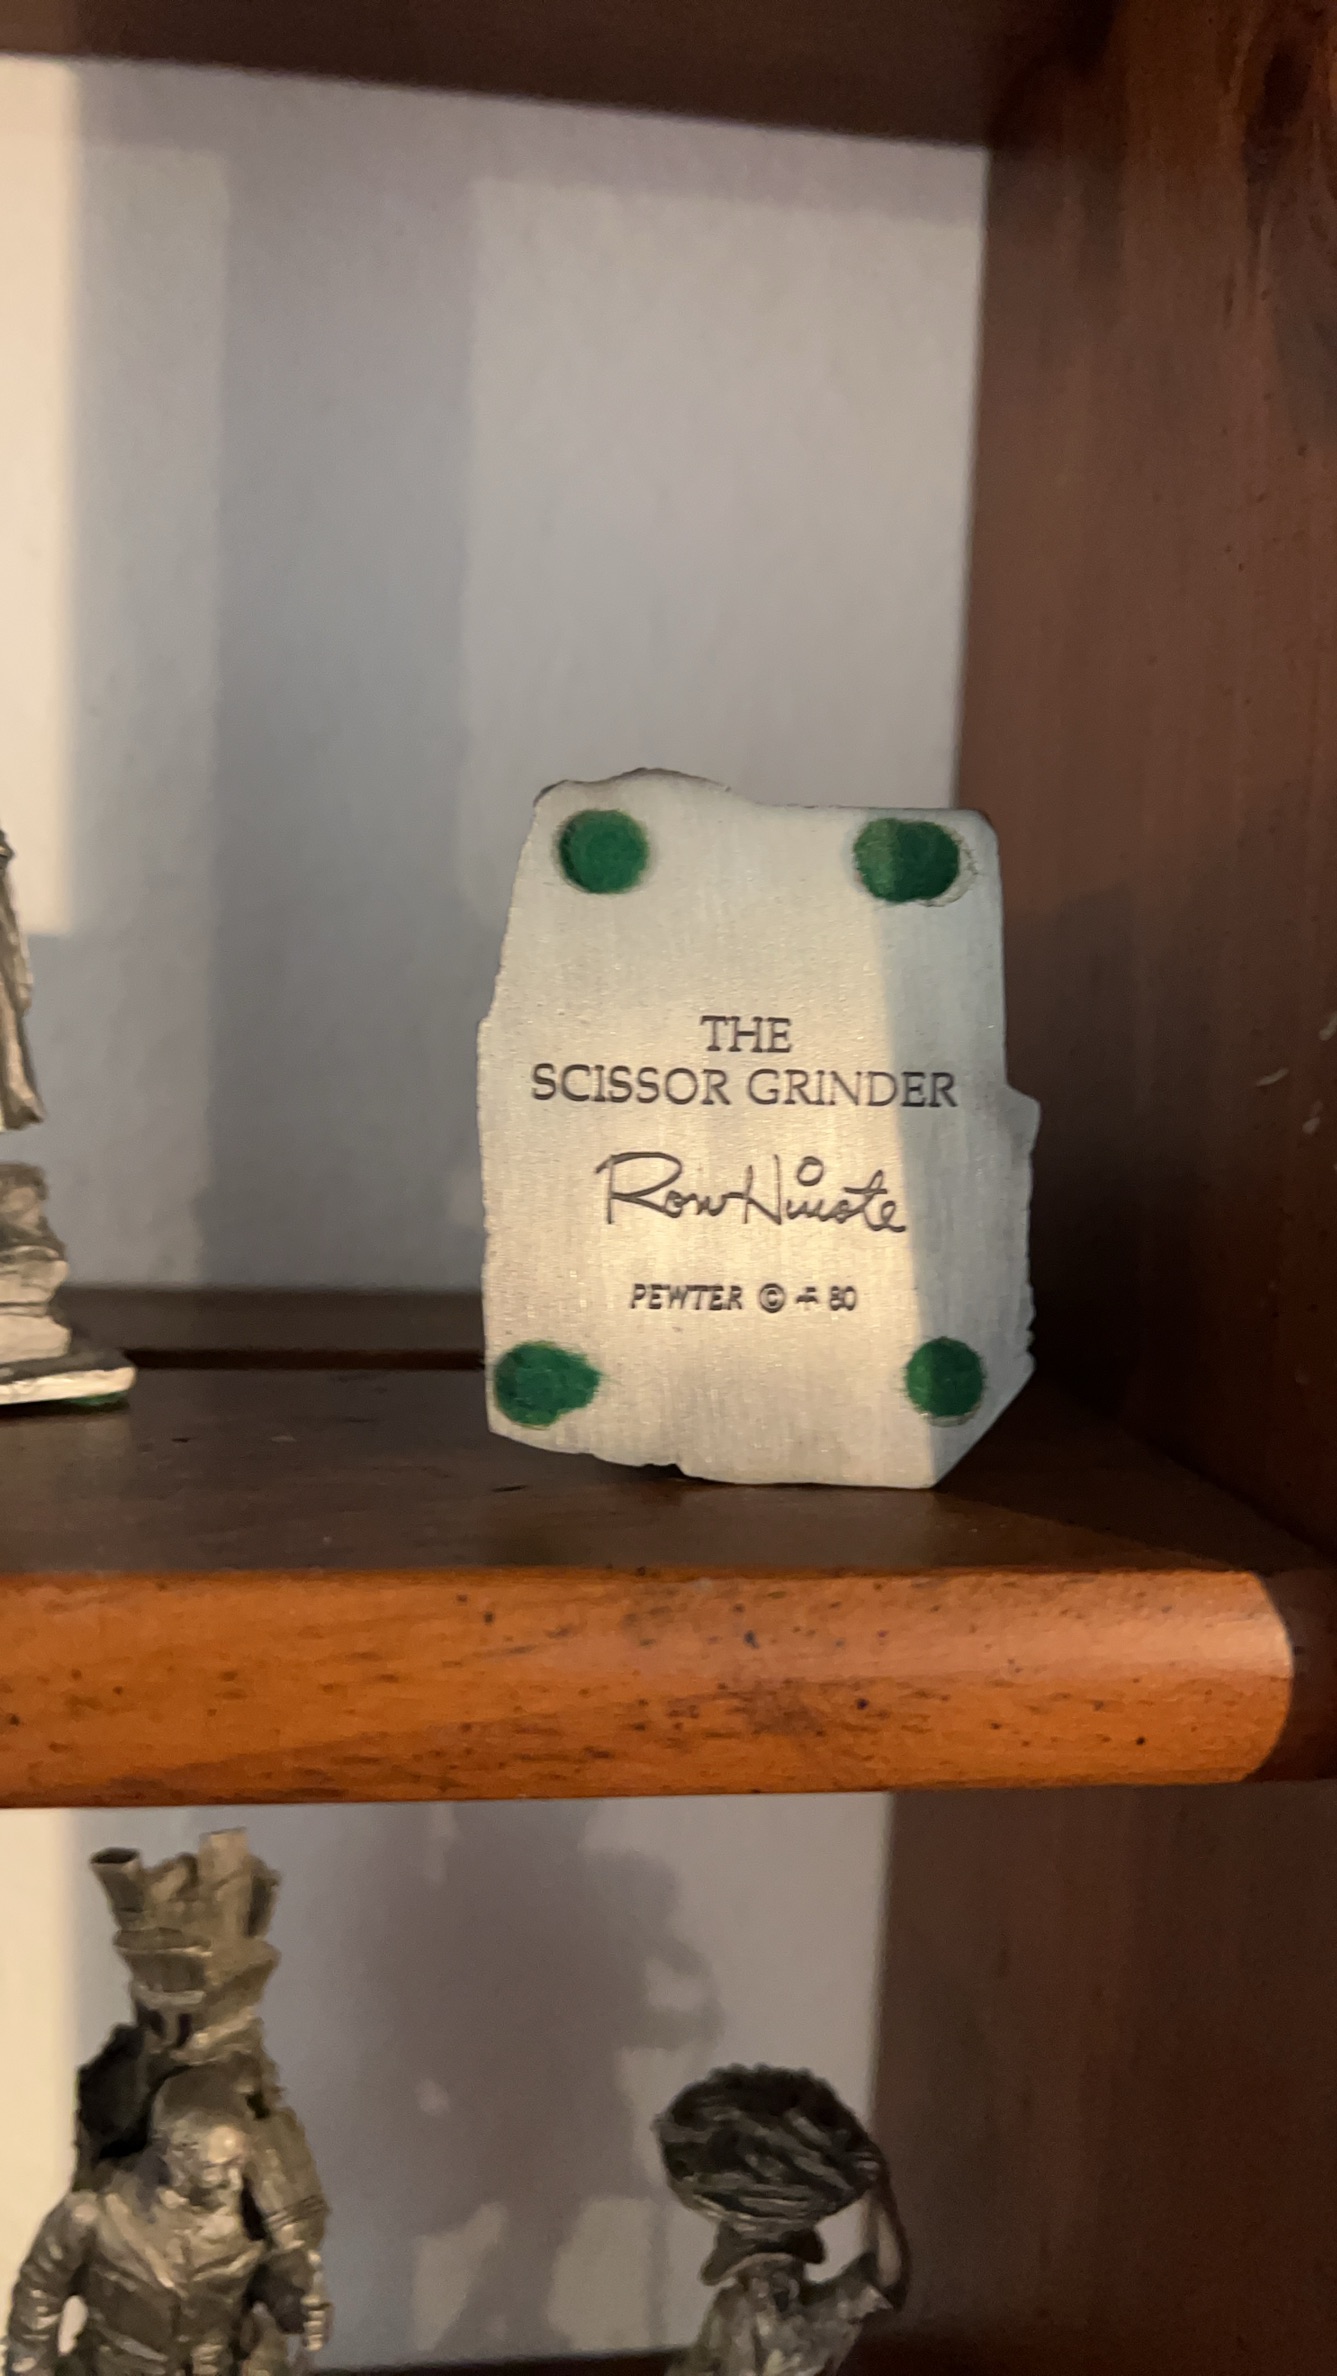 THE
SCISSOR GRINDER
Ron Hinote
PEWTER © 80